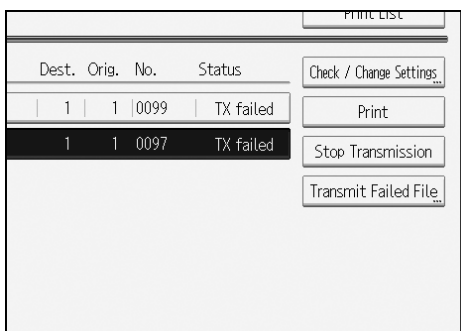 Print List
Dest. Orig. No. Status
Check / Change Settings
1 1 0099 TX failed
Print
1 1 0097 TX failed
Stop Transmission
Transmit Failed File